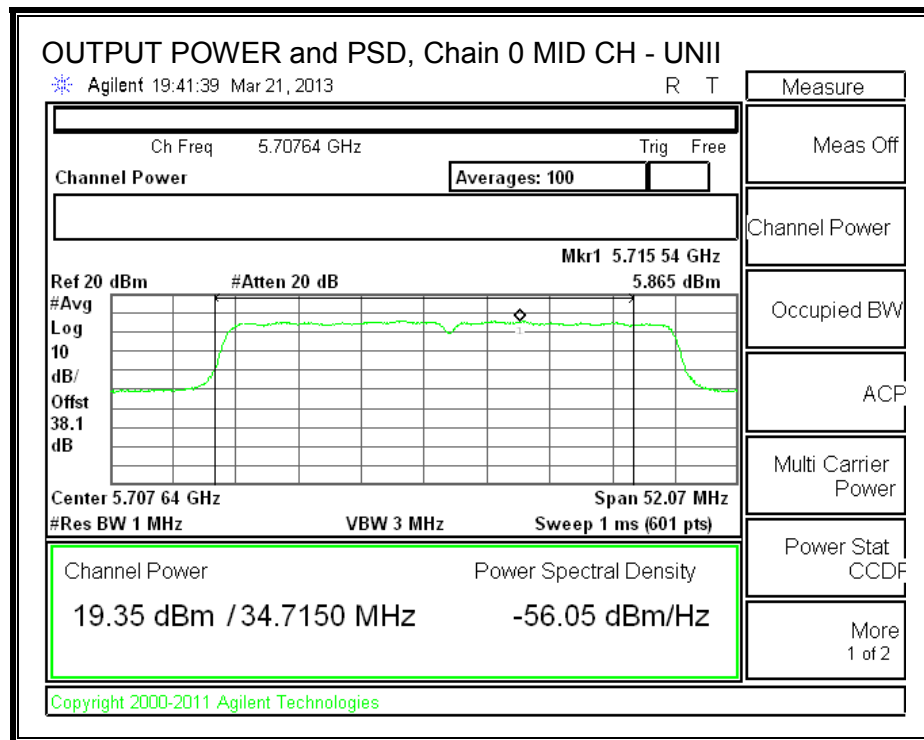 OUTPUT POWER and PSD, Chain 0 MID CH - UNII
Agilent 19:41:39 Mar 21, 2013 R T
Measure
Ch Freq 5.70764 GHz Trig Free
Meas Off
Channel Power Averages: 100
Channel Power
Mkr1 5.715 54 GHz
Ref 20 dBm #Atten 20 dB 5.865 dBm
#Avg
Log
10
dB/
Offst
38.1
dB
1
Occupied BW
ACP
Multi Carrier
Power
Center 5.707 64 GHz Span 52.07 MHz
#Res BW 1 MHz VBW 3 MHz Sweep 1 ms (601 pts)
Power Stat
CCDF
Channel Power Power Spectral Density
19.35 dBm / 34.7150 MHz -56.05 dBm/Hz
More
1 of 2
Copyright 2000-2011 Agilent Technologies